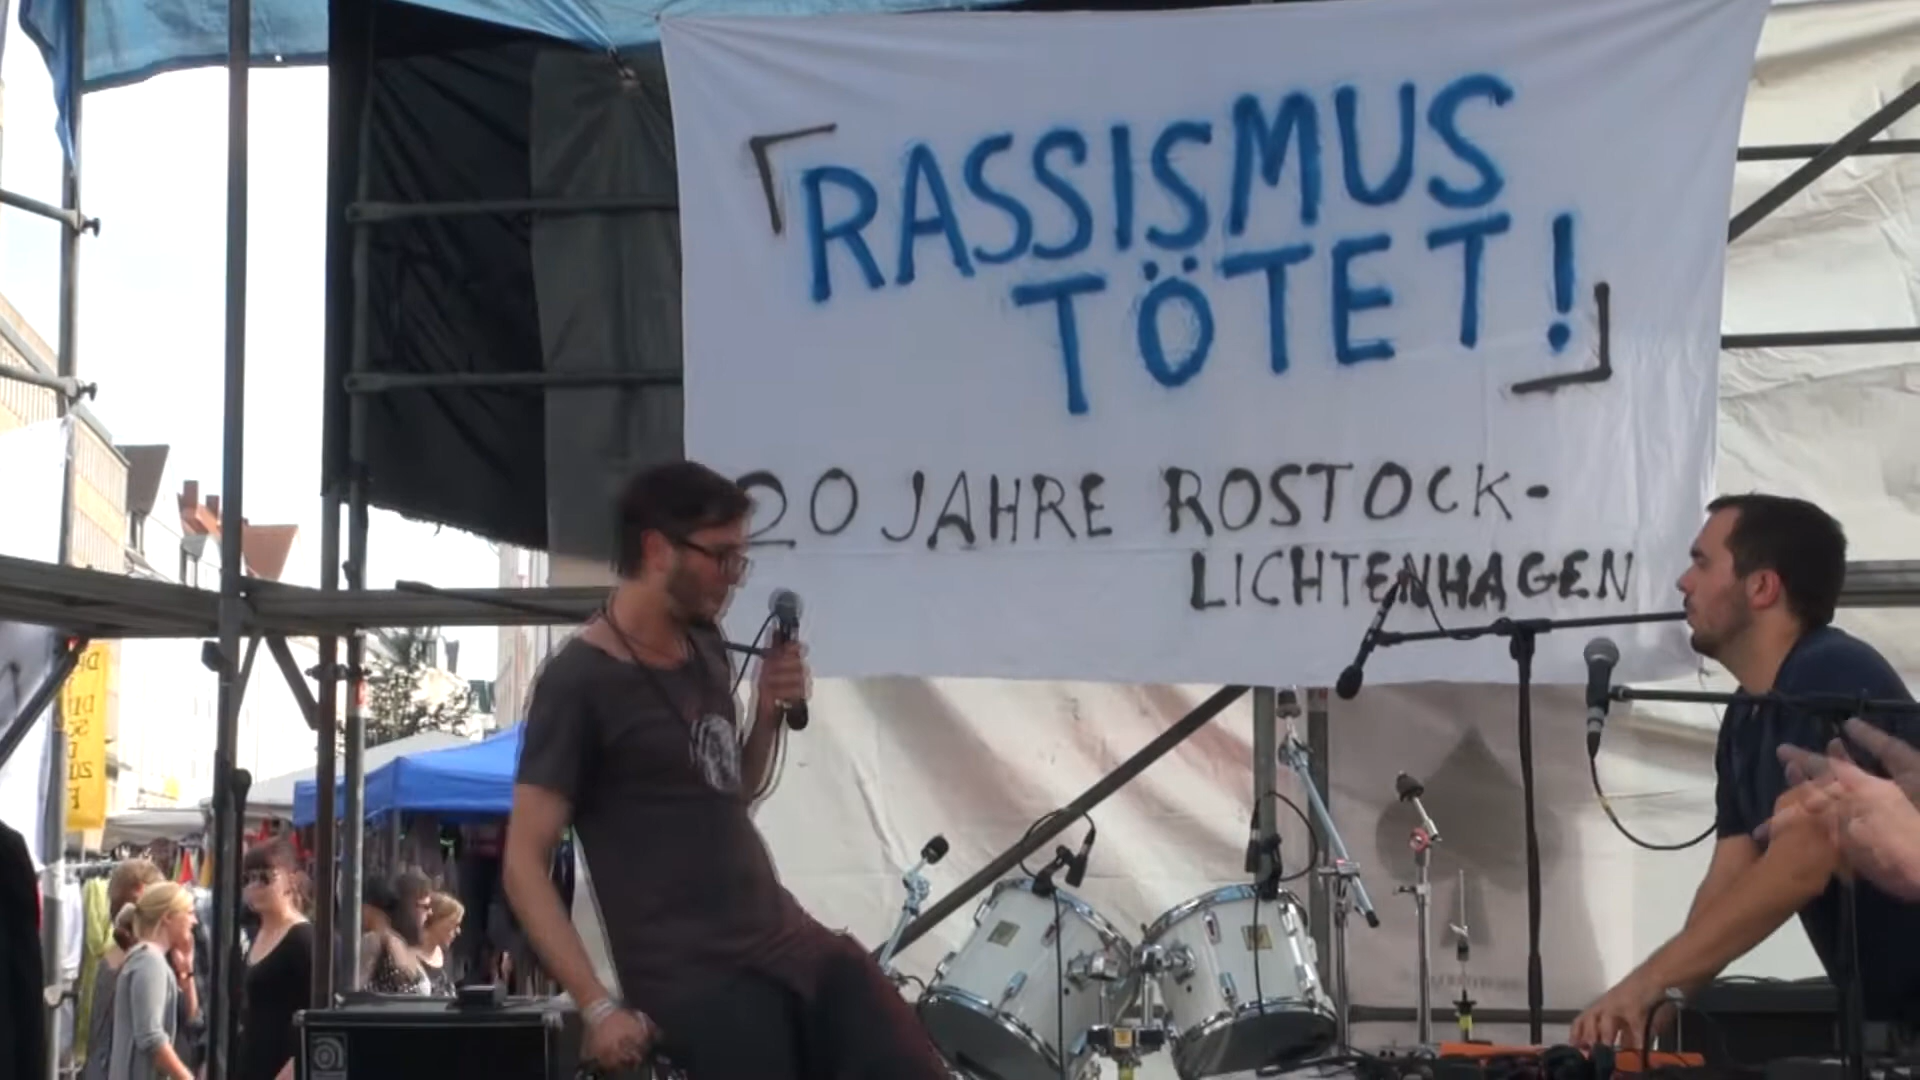 RASSISMUS
TÖTET!
20 JAHRE ROSTOCK-
LICHTENHAGEN